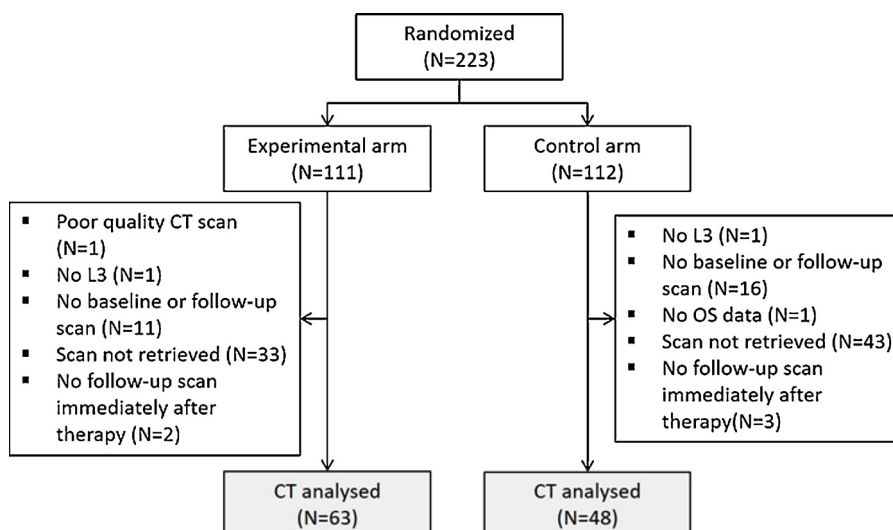 Randomized
(N=223)
Experimental arm
(N=111)
Control arm
(N=112)
▪ Poor quality CT scan
(N=1)
▪ No L3 (N=1)
▪ No baseline or follow-up
scan (N=11)
▪ Scan not retrieved (N=33)
▪ No follow-up scan
immediately after
therapy (N=2)
▪ No L3 (N=1)
▪ No baseline or follow-up
scan (N=16)
▪ No OS data (N=1)
▪ Scan not retrieved (N=43)
▪ No follow-up scan
immediately after
therapy(N=3)
CT analysed
(N=63)
CT analysed
(N=48)